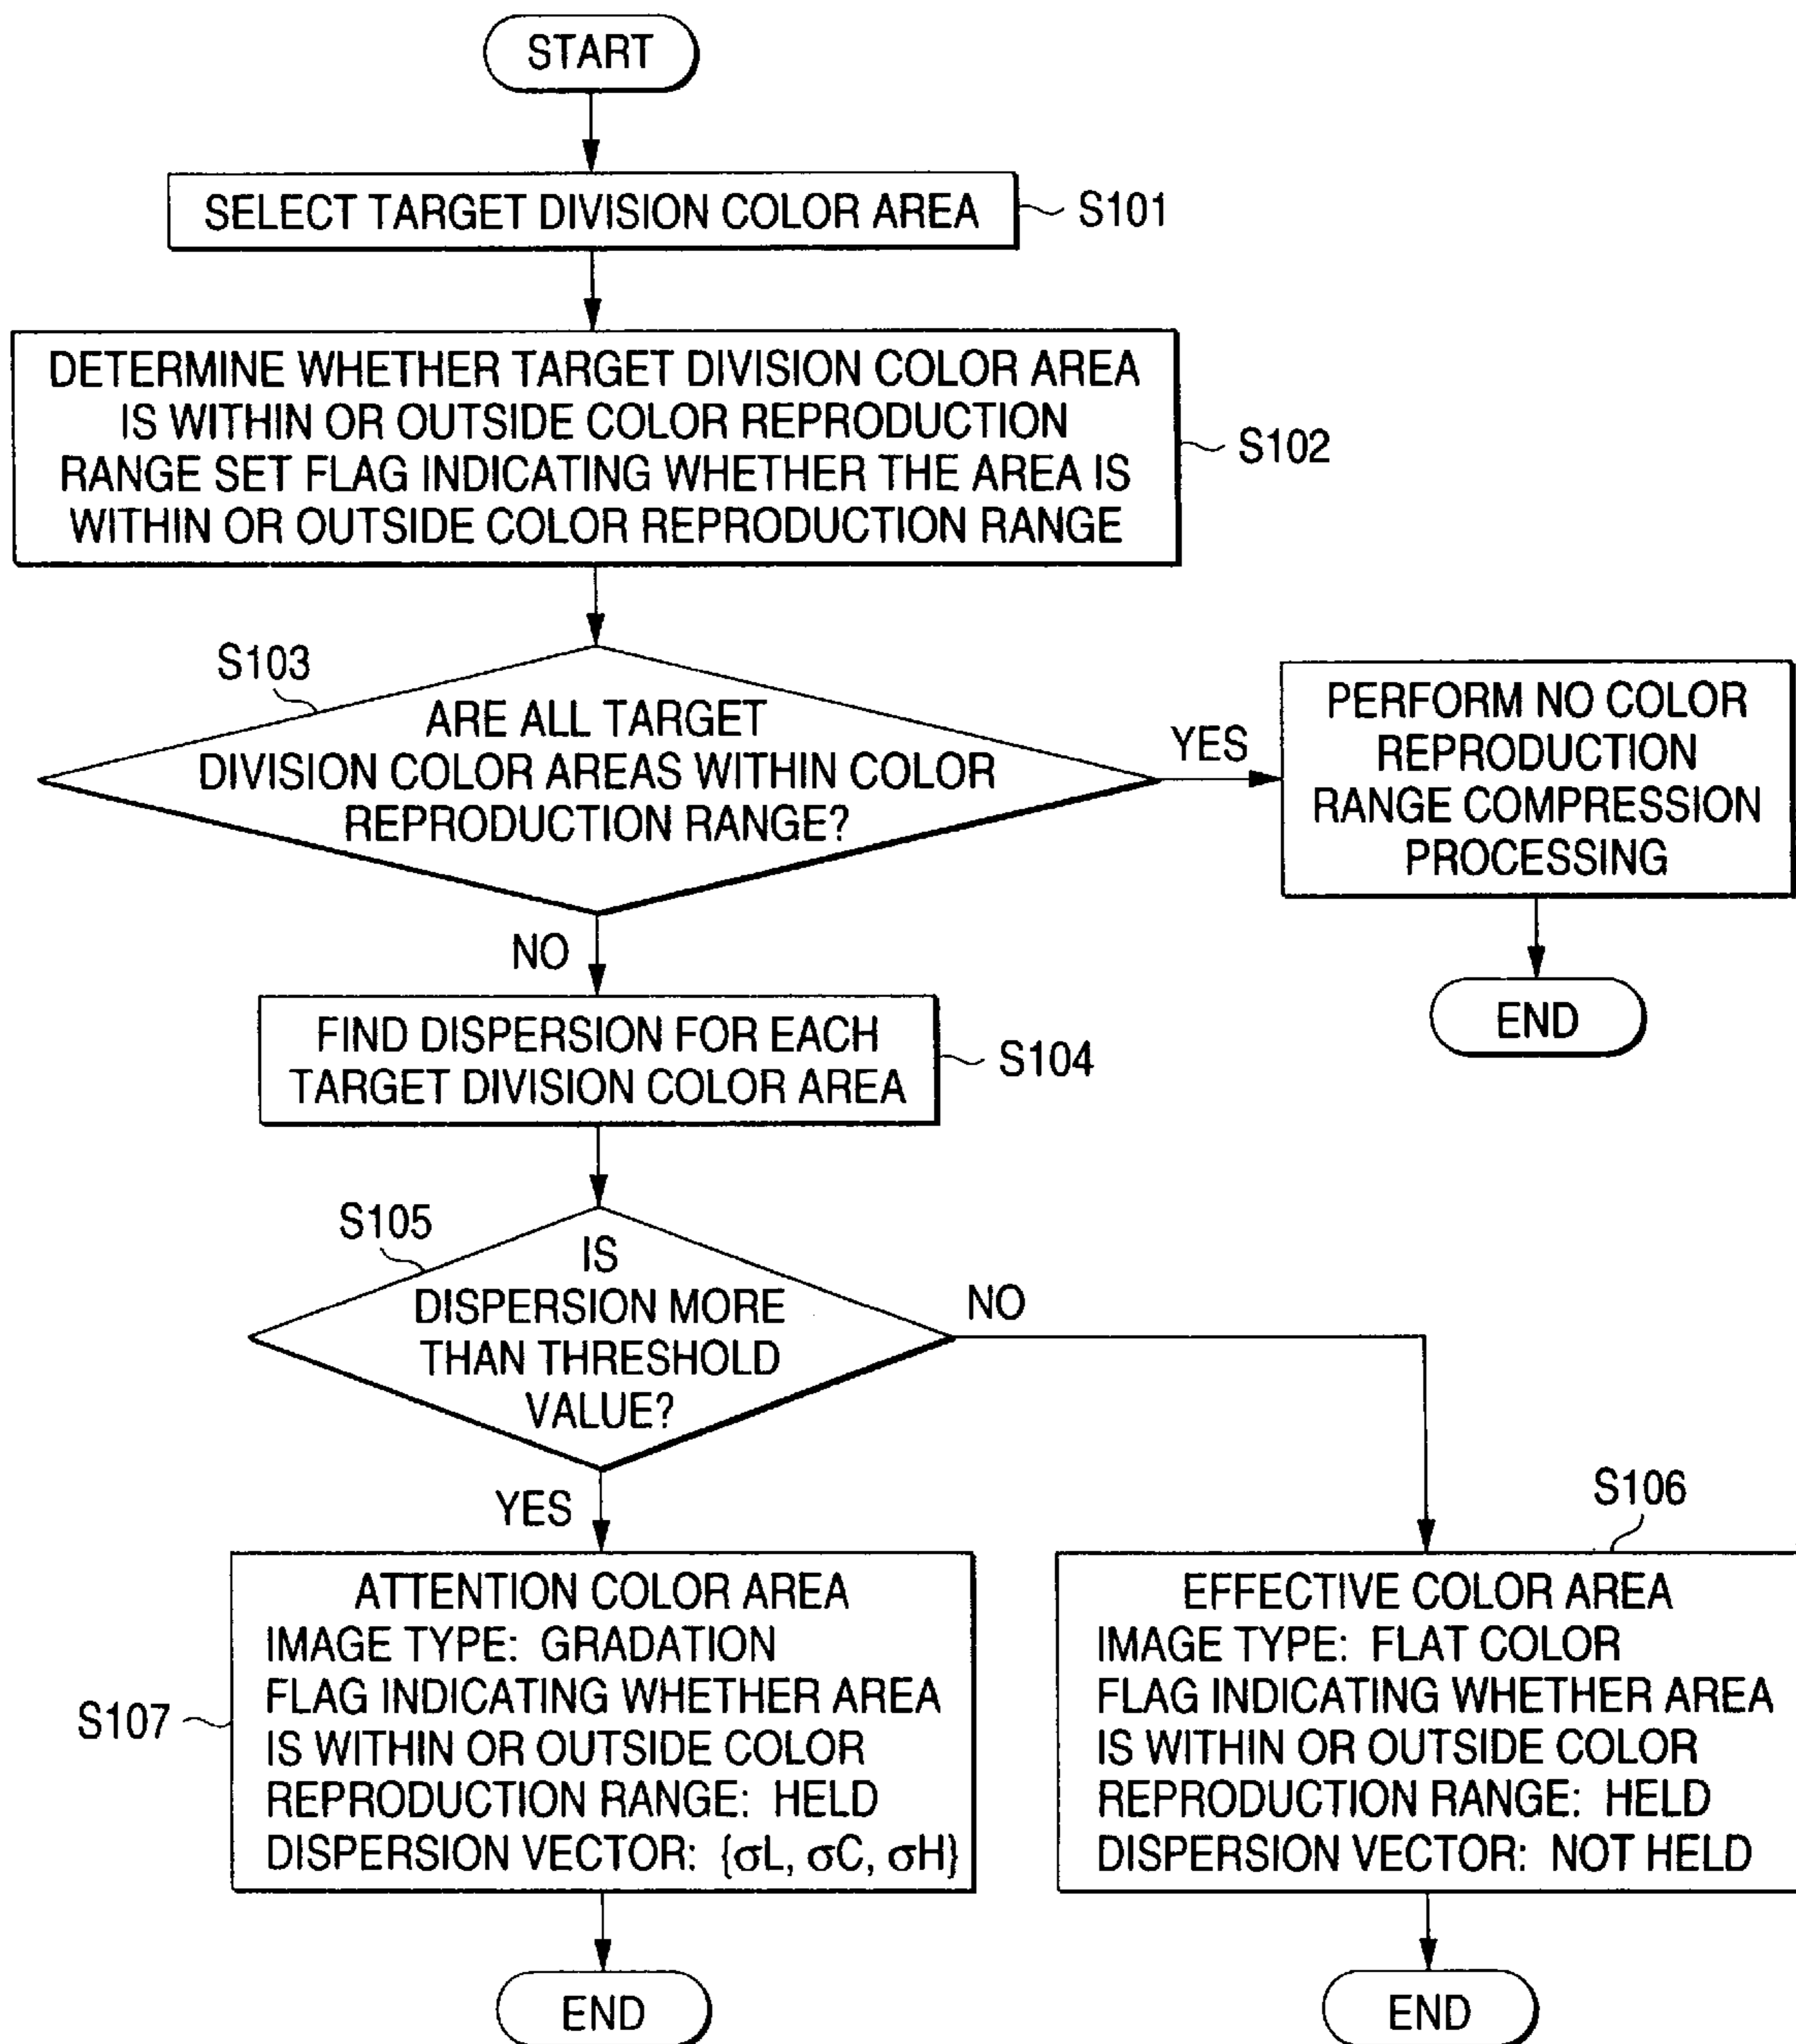 START
SELECT TARGET DIVISION COLOR AREA
S101
DETERMINE WHETHER TARGET DIVISION COLOR AREA
IS WITHIN OR OUTSIDE COLOR REPRODUCTION
RANGE SET FLAG INDICATING WHETHER THE AREA IS
WITHIN OR OUTSIDE COLOR REPRODUCTION RANGE
S102
S103
ARE ALL TARGET
DIVISION COLOR AREAS WITHIN COLOR
REPRODUCTION RANGE?
YES
PERFORM NO COLOR
REPRODUCTION
RANGE COMPRESSION
PROCESSING
END
NO
FIND DISPERSION FOR EACH
TARGET DIVISION COLOR AREA
S104
S105
IS
DISPERSION MORE
THAN THRESHOLD
VALUE?
NO
YES
S106
ATTENTION COLOR AREA
IMAGE TYPE: GRADATION
FLAG INDICATING WHETHER AREA
IS WITHIN OR OUTSIDE COLOR
REPRODUCTION RANGE: HELD
DISPERSION VECTOR: {σL, σC, σH}
S107
END
EFFECTIVE COLOR AREA
IMAGE TYPE: FLAT COLOR
FLAG INDICATING WHETHER AREA
IS WITHIN OR OUTSIDE COLOR
REPRODUCTION RANGE: HELD
DISPERSION VECTOR: NOT HELD
END